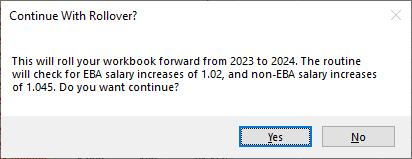 Continue With Rollover?
This will roll your workbook forward from 2023 to 2024. The routine
will check for EBA salary increases of 1.02, and non-EBA salary increases
of 1.045. Do you want continue?
Yes
No